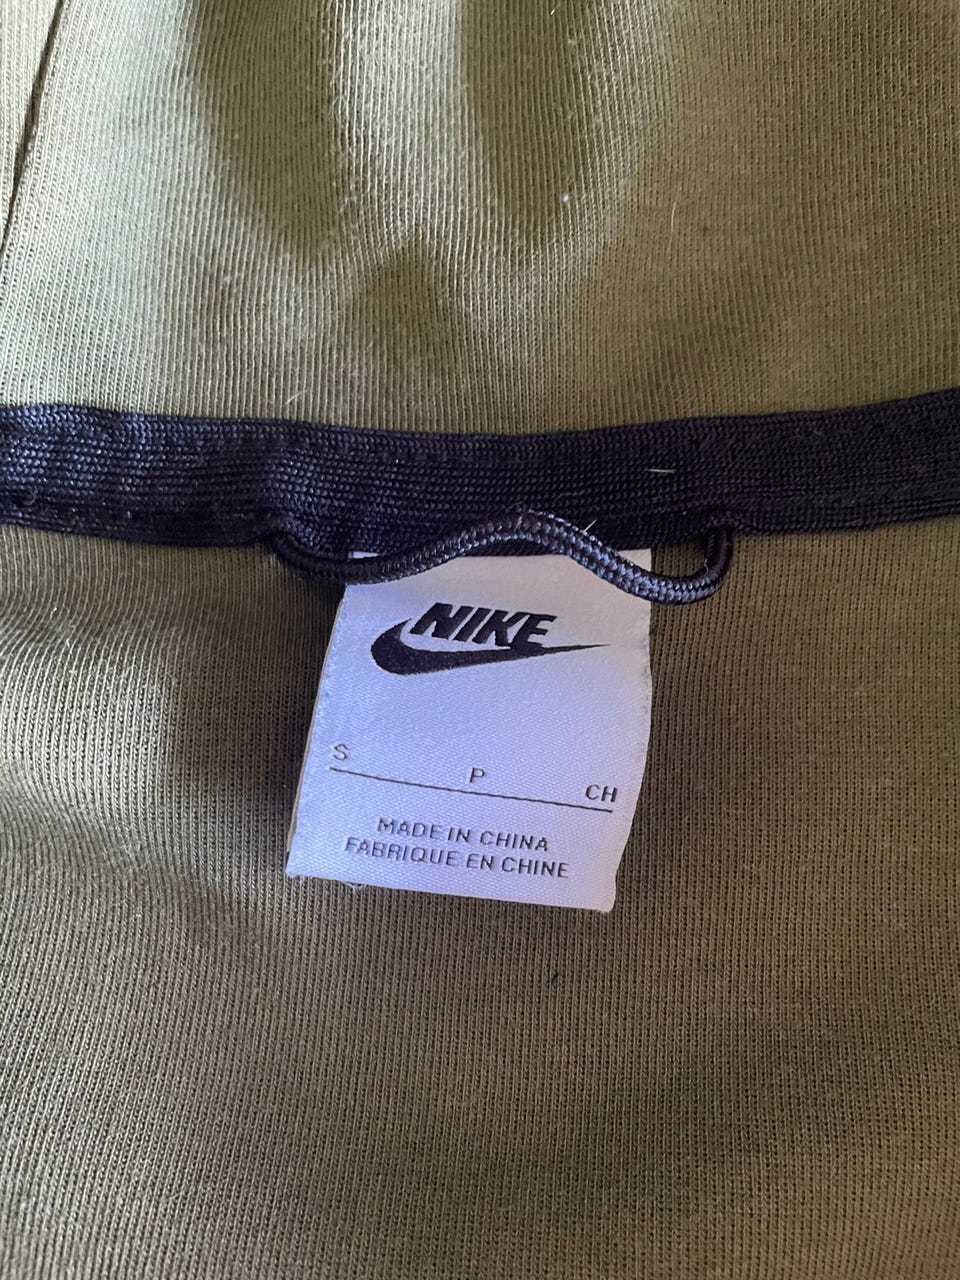 NIKE
S P CH
MADE IN CHINA
FABRIQUE EN CHINE